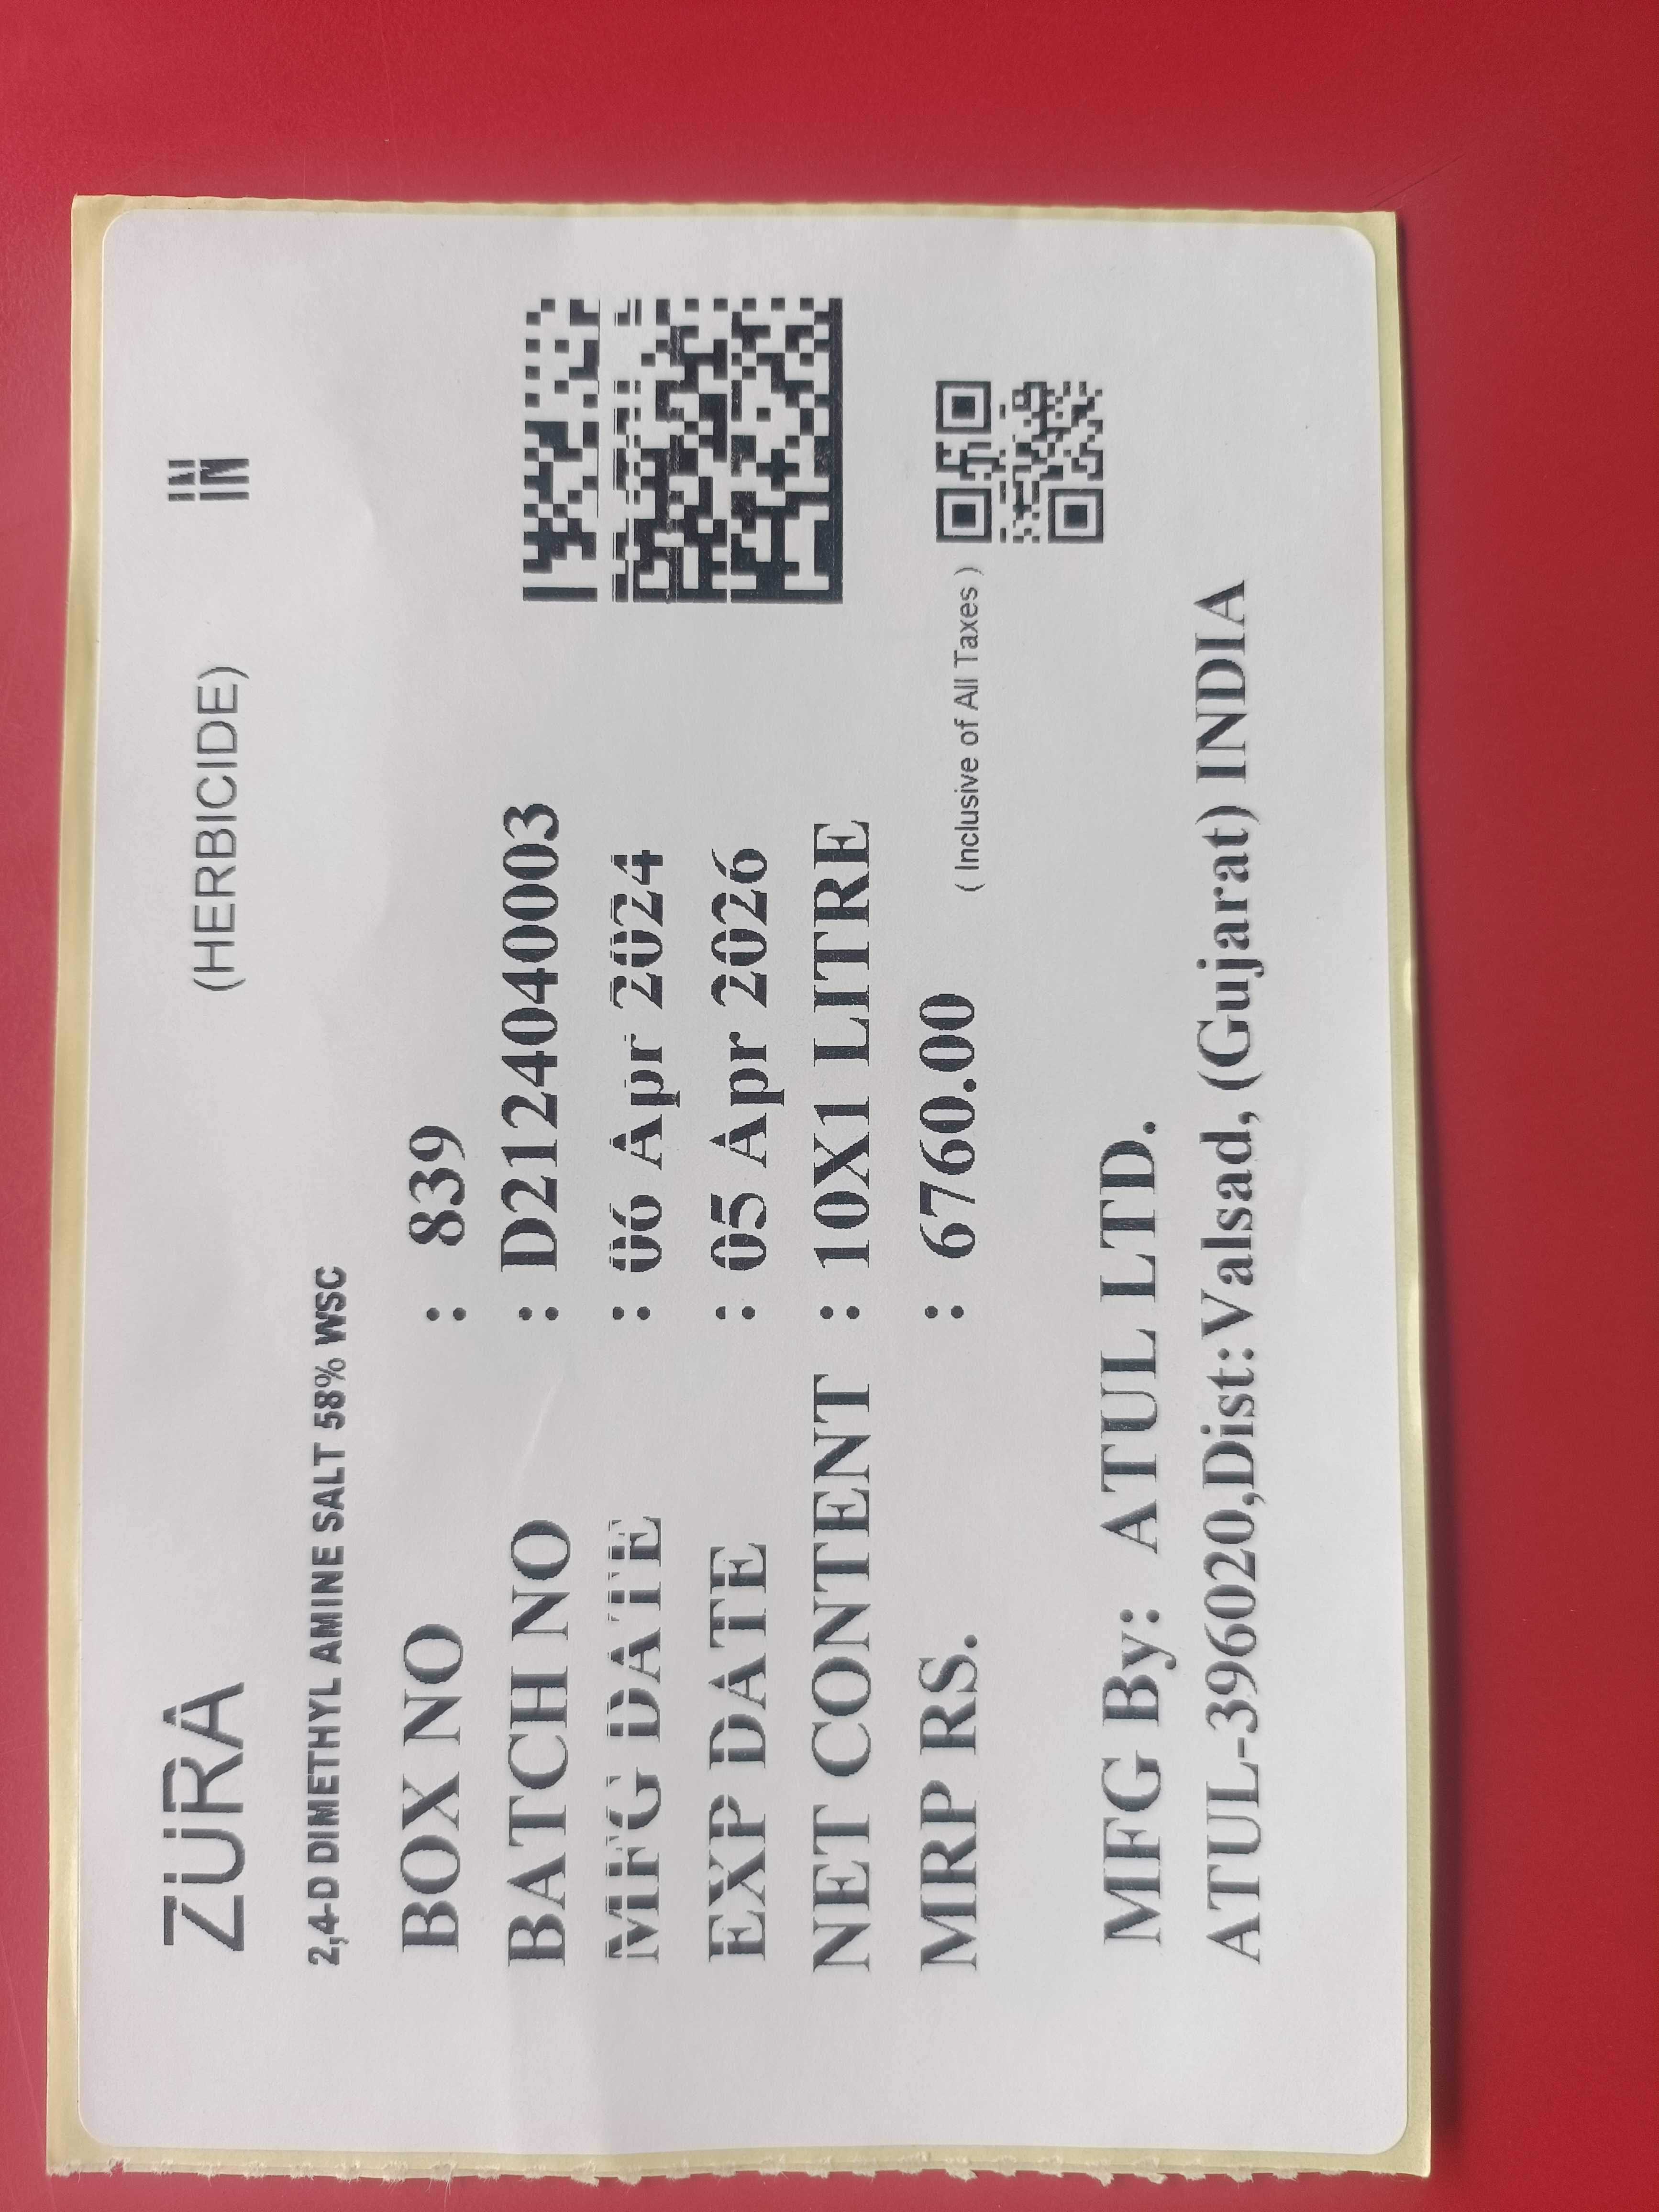 ZURA (HERBICIDE) IN
2,4-D DIMETHYL AMINE SALT 58% WSC
BOX NO : 839
BATCH NO : D2124040003
MFG DATE : 06 Apr 2024
EXP DATE : 05 Apr 2026
NET CONTENT : 10X1 LITRE
MRP RS. : 6760.00 ( Inclusive of All Taxes )
MFG By: ATUL LTD.
ATUL-396020,Dist: Valsad, (Gujarat) INDIA